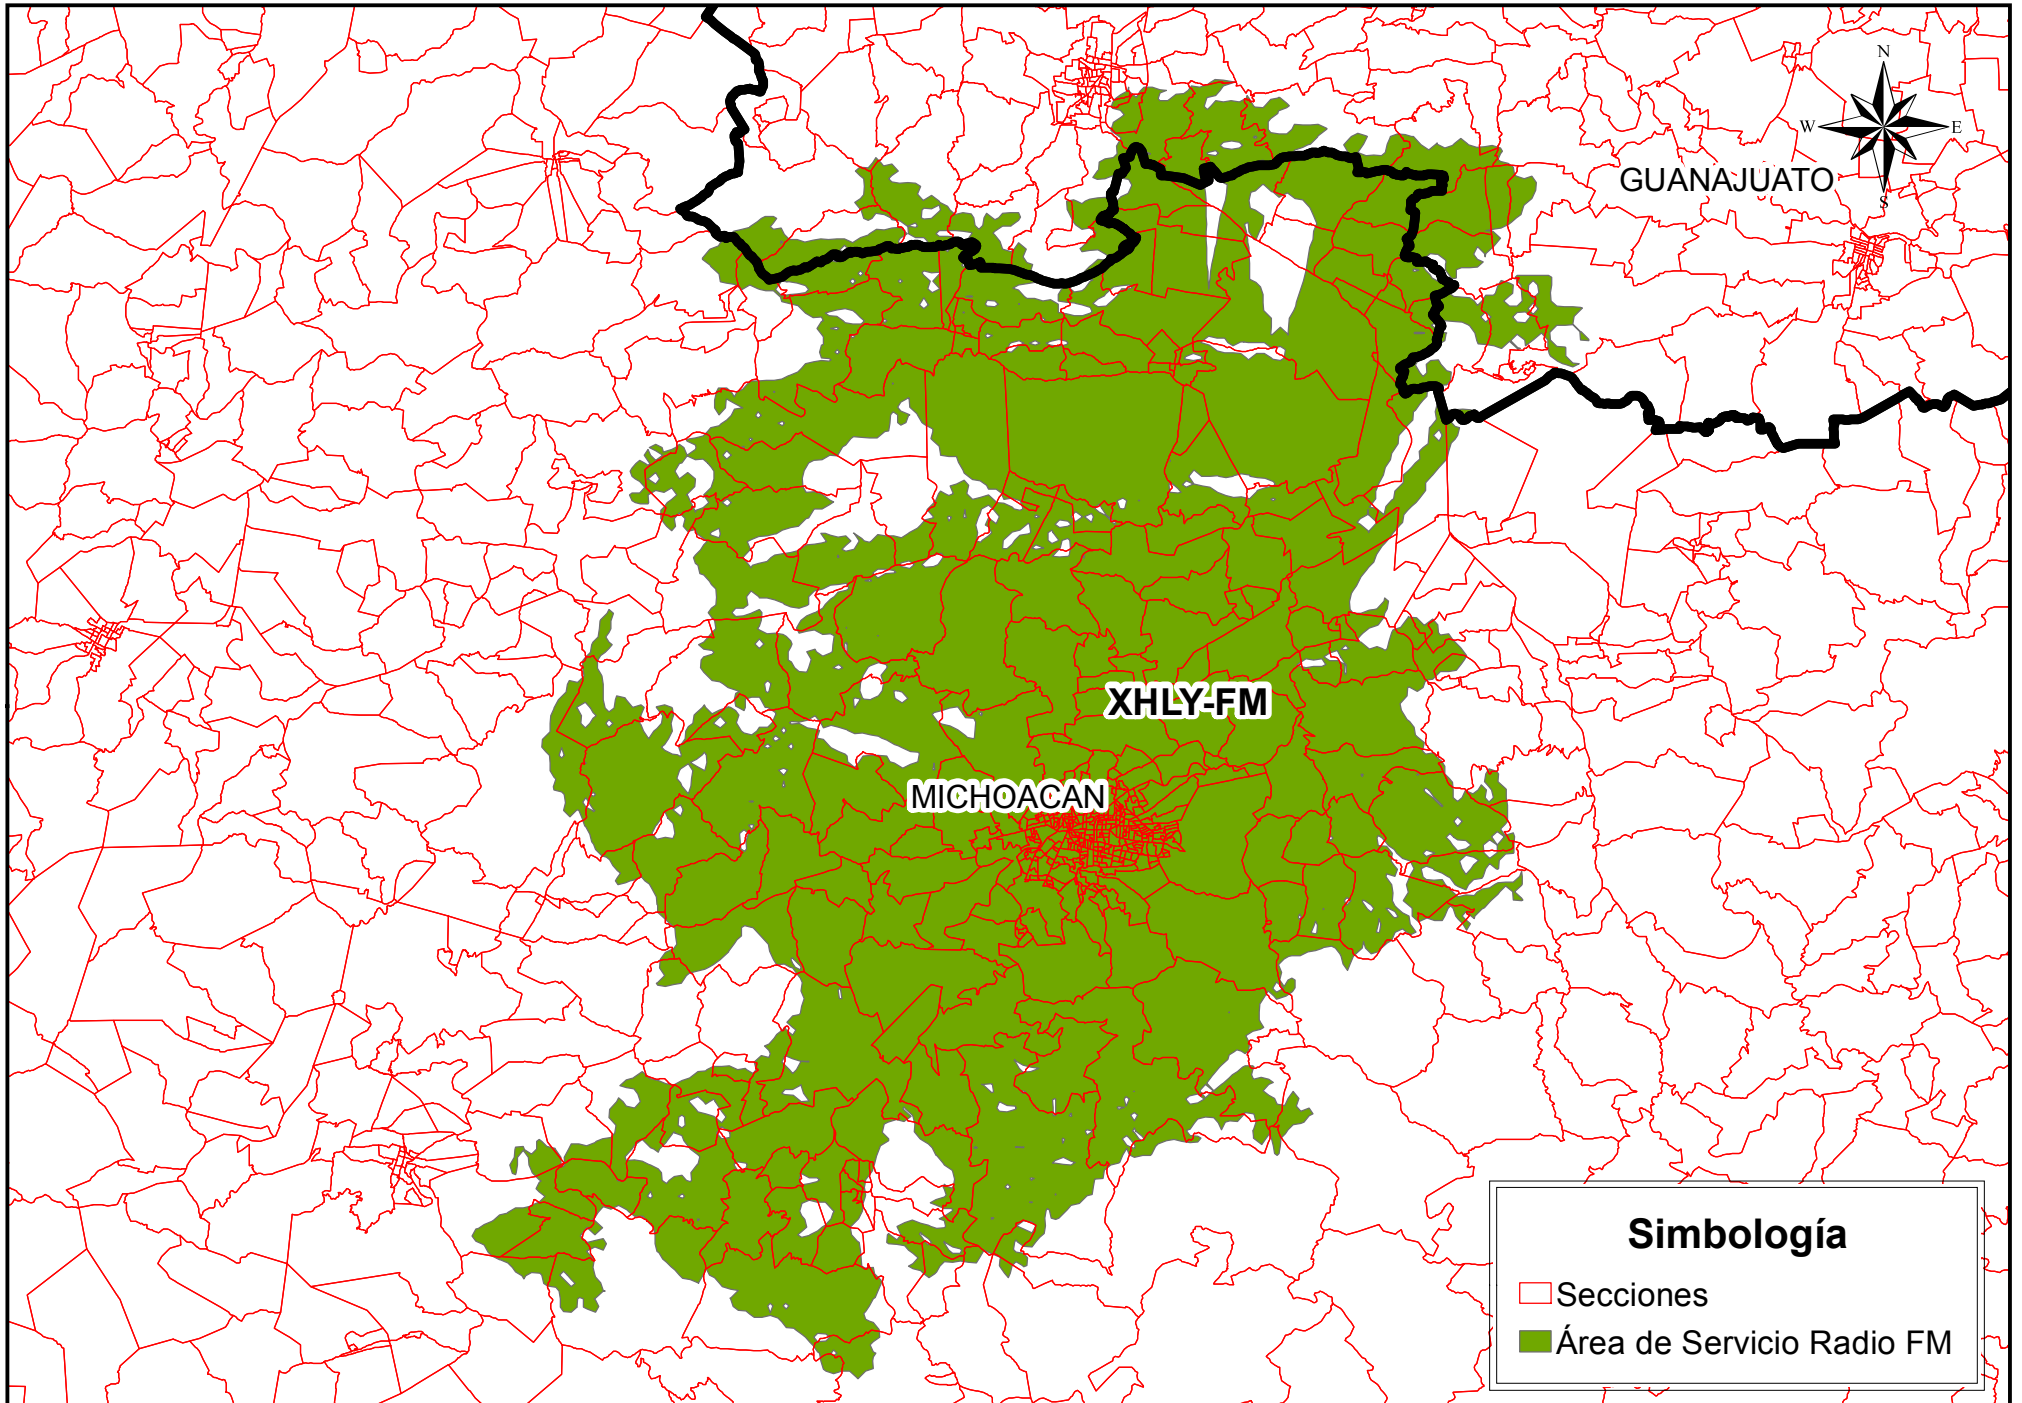 N
W E
S
GUANAJUATO
XHLY-FM
MICHOACAN
Simbología
Secciones
Área de Servicio Radio FM